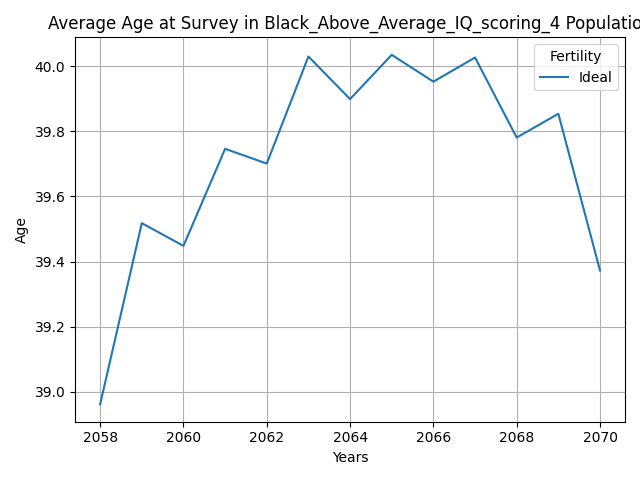 Average Age at Survey in Black_Above_Average_IQ_scoring_4 Populatio
Fertility
Ideal
40.0
39.8
39.6
39.4
39.2
39.0
Age
2058 2060 2062 2064 2066 2068 2070
Years